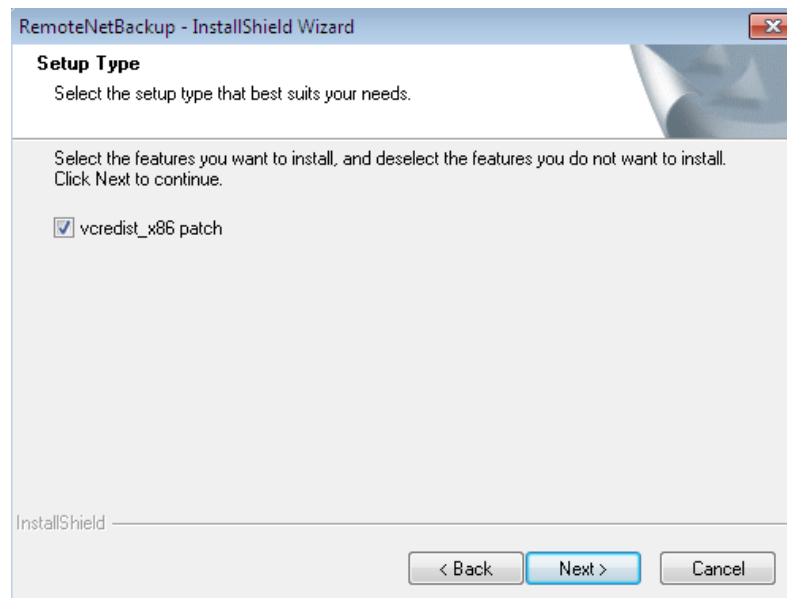 RemoteNetBackup - InstallShield Wizard
Setup Type
Select the setup type that best suits your needs.
Select the features you want to install, and deselect the features you do not want to install.
Click Next to continue.
vcredist_x86 patch
InstallShield
< Back
Next >
Cancel